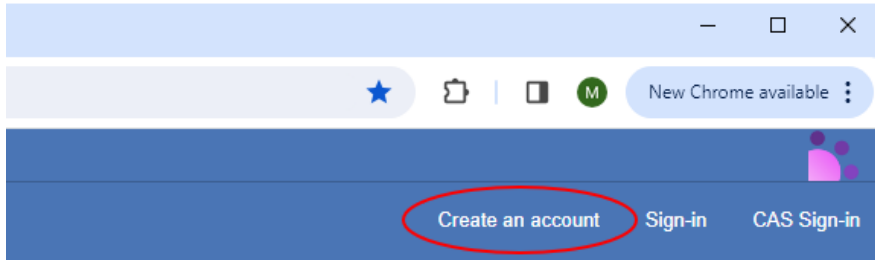 M
New Chrome available
Create an account
Sign-in
CAS Sign-in